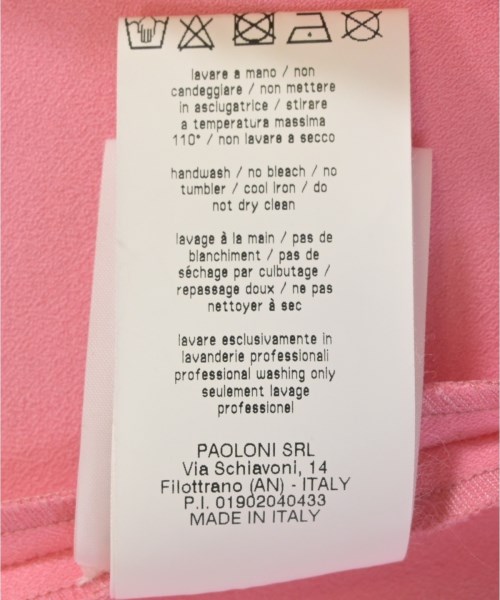 lavare a mano / non
candeggiare / non mettere
in asciugatrice / stirare
a temperatura massima
110° / non lavare a secco
handwash / no bleach / no
tumbler / cool iron / do
not dry clean
lavage à la main / pas de
blanchiment / pas de
séchage par culbutage /
repassage doux / ne pas
nettoyer à sec
lavare esclusivamente in
lavanderie professionali
professional washing only
seulement lavage
professionel
PAOLONI SRL
Via Schiavoni, 14
Filottrano (AN) - ITALY
P.I. 01902040433
MADE IN ITALY